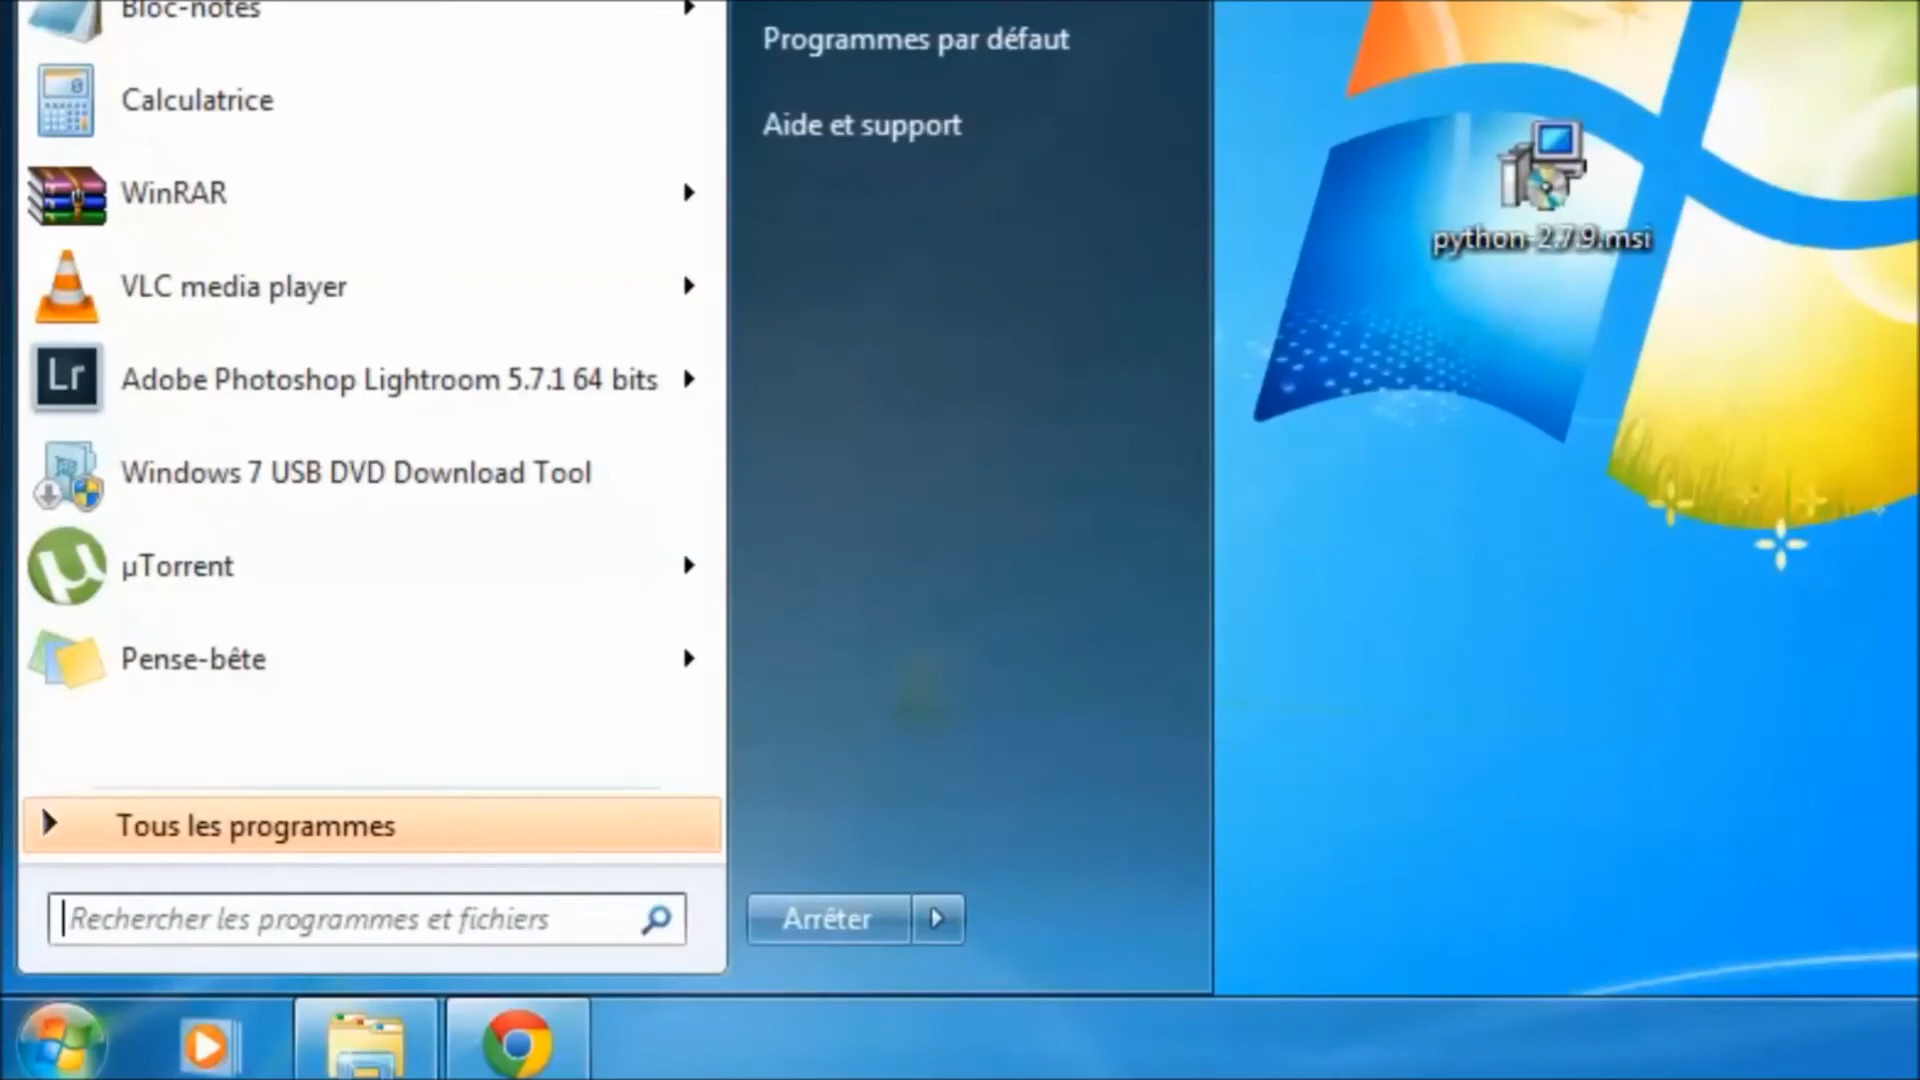 Bloc-notes
Calculatrice
WinRAR
VLC media player
Lr
Adobe Photoshop Lightroom 5.7.1 64 bits
Windows 7 USB DVD Download Tool
µTorrent
Pense-bête
Tous les programmes
Rechercher les programmes et fichiers
Programmes par défaut
Aide et support
Arrêter
python-2.7.9.msi